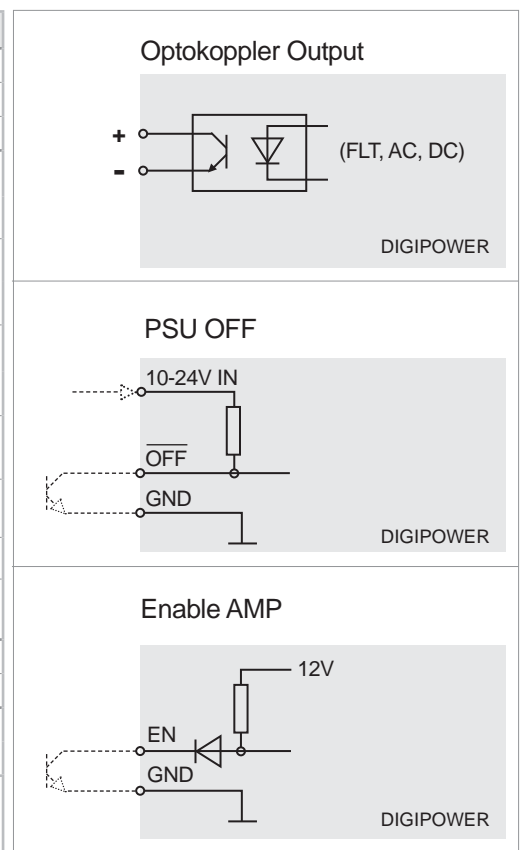 Optokoppler Output
+
-
(FLT, AC, DC)
DIGIPOWER
PSU OFF
10-24V IN
OFF
GND
DIGIPOWER
Enable AMP
12V
EN
GND
DIGIPOWER